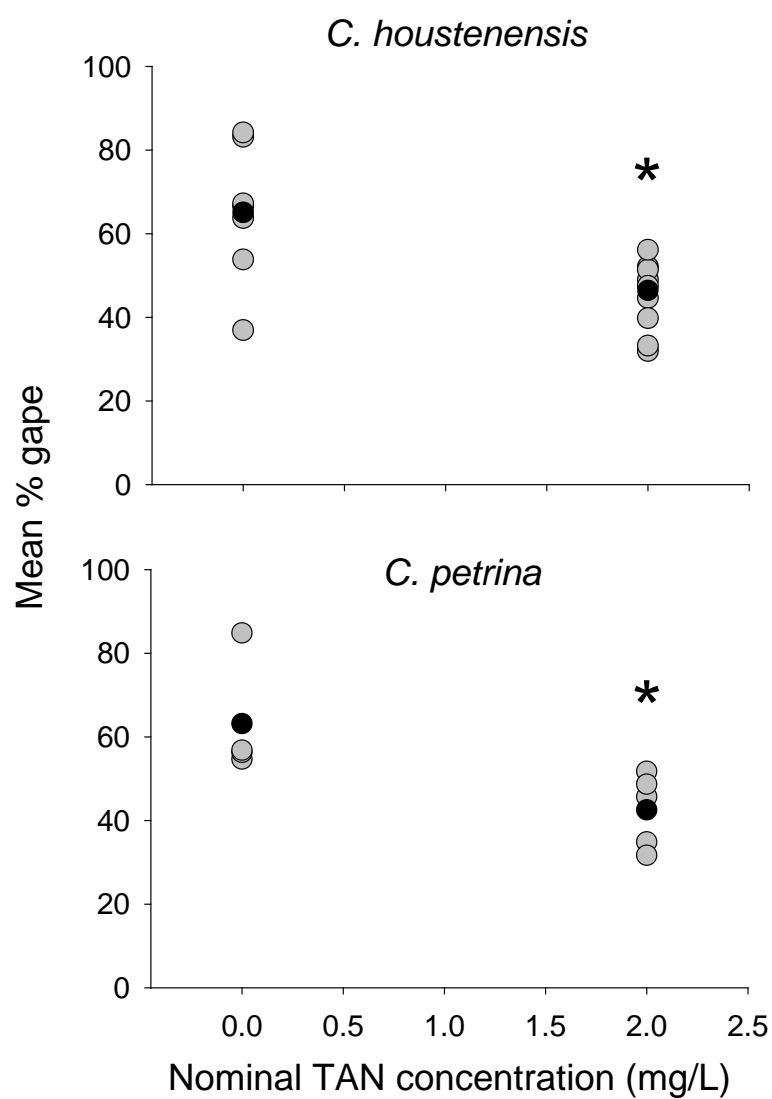 C. houstenensis
100
80
*
60
40
20
0
Mean % gape
C. petrina
100
80
*
60
40
20
0
0.0 0.5 1.0 1.5 2.0 2.5
Nominal TAN concentration (mg/L)